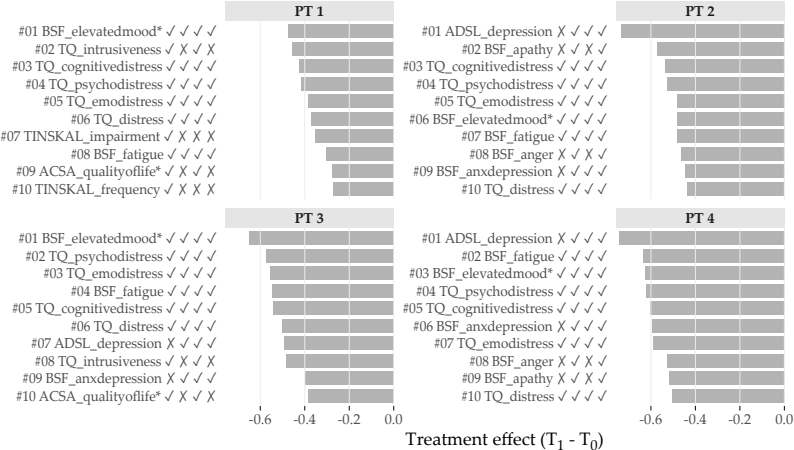 PT 1
#01 BSF_elevatedmood* ✓ ✓ ✓ ✓
#02 TQ_intrusiveness ✓ ✗ ✓ ✗
#03 TQ_cognitivedistress ✓ ✓ ✓ ✓
#04 TQ_psychodistress ✓ ✓ ✓ ✓
#05 TQ_emodistress ✓ ✓ ✓ ✓
#06 TQ_distress ✓ ✓ ✓ ✓
#07 TINSKAL_impairment ✓ ✗ ✗ ✗
#08 BSF_fatigue ✓ ✓ ✓ ✓
#09 ACSA_qualityoflife* ✓ ✗ ✓ ✗
#10 TINSKAL_frequency ✓ ✗ ✗ ✗
PT 2
#01 ADSL_depression ✗ ✓ ✓ ✓
#02 BSF_apathy ✗ ✓ ✗ ✓
#03 TQ_cognitivedistress ✓ ✓ ✓ ✓
#04 TQ_psychodistress ✓ ✓ ✓ ✓
#05 TQ_emodistress ✓ ✓ ✓ ✓
#06 BSF_elevatedmood* ✓ ✓ ✓ ✓
#07 BSF_fatigue ✓ ✓ ✓ ✓
#08 BSF_anger ✗ ✓ ✗ ✓
#09 BSF_anxdepression ✗ ✓ ✓ ✓
#10 TQ_distress ✓ ✓ ✓ ✓
PT 3
#01 BSF_elevatedmood* ✓ ✓ ✓ ✓
#02 TQ_psychodistress ✓ ✓ ✓ ✓
#03 TQ_emodistress ✓ ✓ ✓ ✓
#04 BSF_fatigue ✓ ✓ ✓ ✓
#05 TQ_cognitivedistress ✓ ✓ ✓ ✓
#06 TQ_distress ✓ ✓ ✓ ✓
#07 ADSL_depression ✗ ✓ ✓ ✓
#08 TQ_intrusiveness ✓ ✗ ✓ ✗
#09 BSF_anxdepression ✗ ✓ ✓ ✓
#10 ACSA_qualityoflife* ✓ ✗ ✓ ✗
-0.6 -0.4 -0.2 0.0
PT 4
#01 ADSL_depression ✗ ✓ ✓ ✓
#02 BSF_fatigue ✓ ✓ ✓ ✓
#03 BSF_elevatedmood* ✓ ✓ ✓ ✓
#04 TQ_psychodistress ✓ ✓ ✓ ✓
#05 TQ_cognitivedistress ✓ ✓ ✓ ✓
#06 BSF_anxdepression ✗ ✓ ✓ ✓
#07 TQ_emodistress ✓ ✓ ✓ ✓
#08 BSF_anger ✗ ✓ ✗ ✓
#09 BSF_apathy ✗ ✓ ✗ ✓
#10 TQ_distress ✓ ✓ ✓ ✓
-0.6 -0.4 -0.2 0.0
Treatment effect (T₁ - T₀)